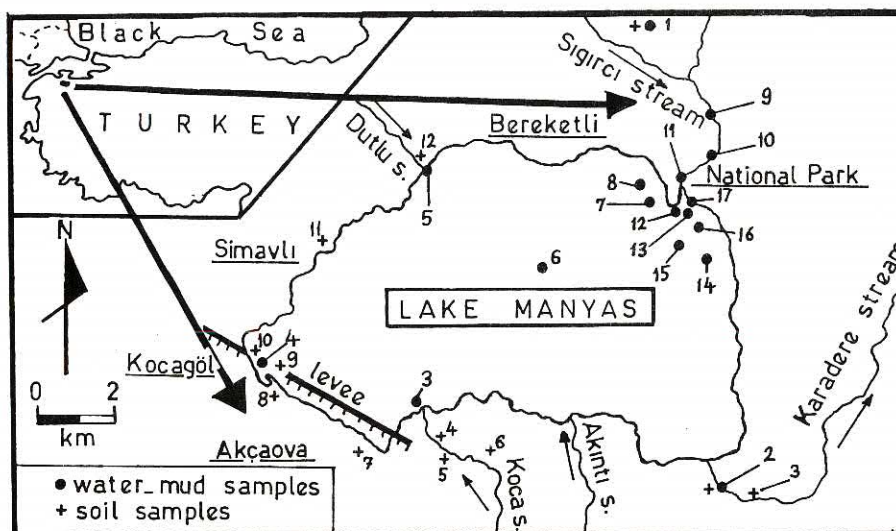 Black Sea
TURKEY
N
0 2
km
Sıgırcı stream
Dutlu s.
Bereketli
National Park
Simavlı
LAKE MANYAS
Kocagöl
levee
Akçaova
Koca s.
Akıntı s.
Karadere stream
1
9
10
11
12
5
8
7
17
12
13
16
15
14
6
11
10
4
9
8
3
4
5
6
7
2
3
• water_mud samples
+ soil samples